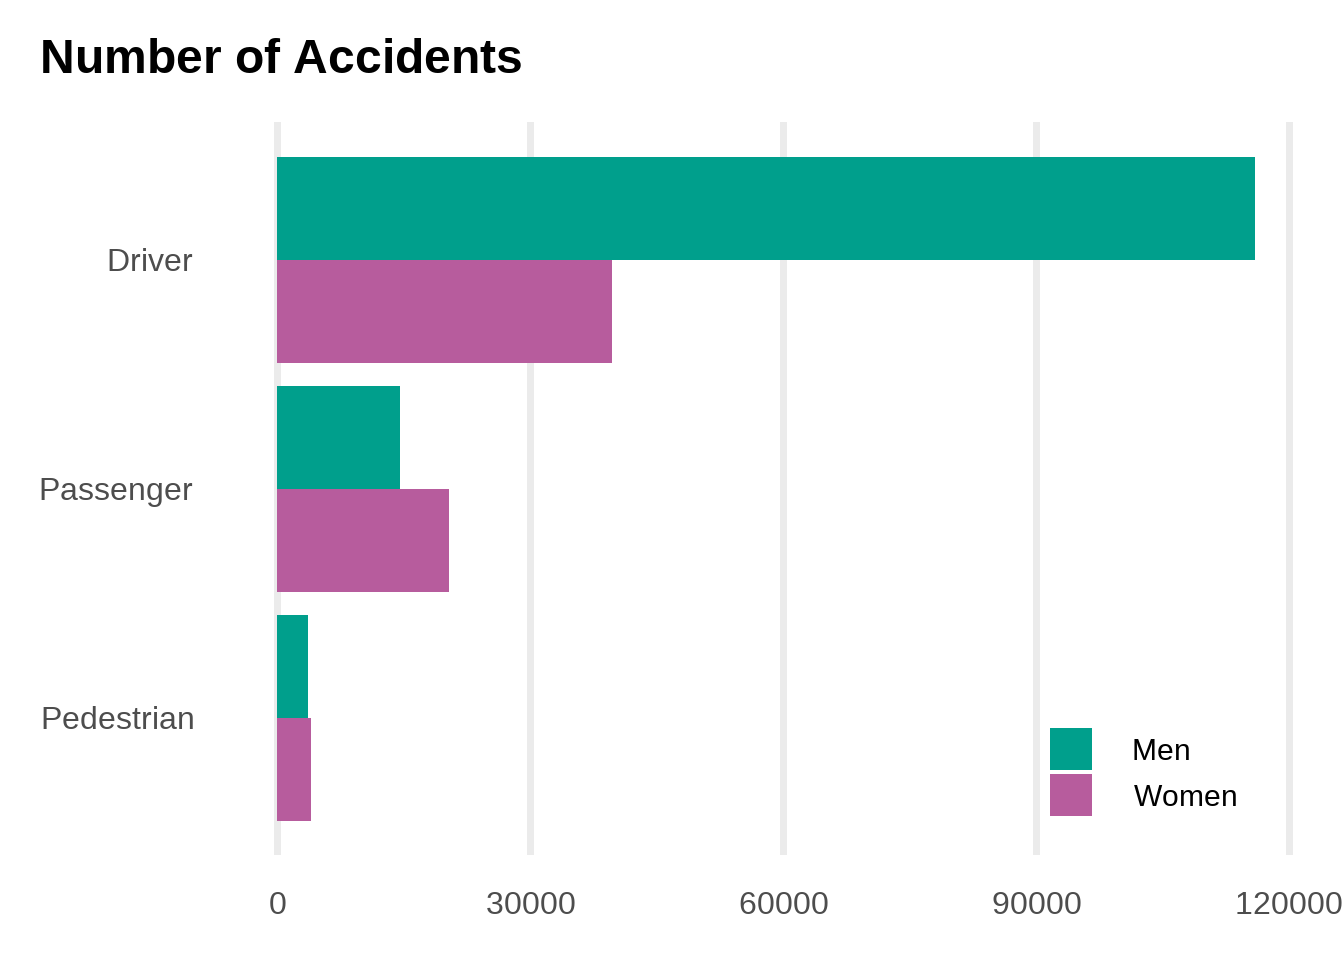 Number of Accidents
Driver
Passenger
Pedestrian
Men
Women
0 30000 60000 90000 120000